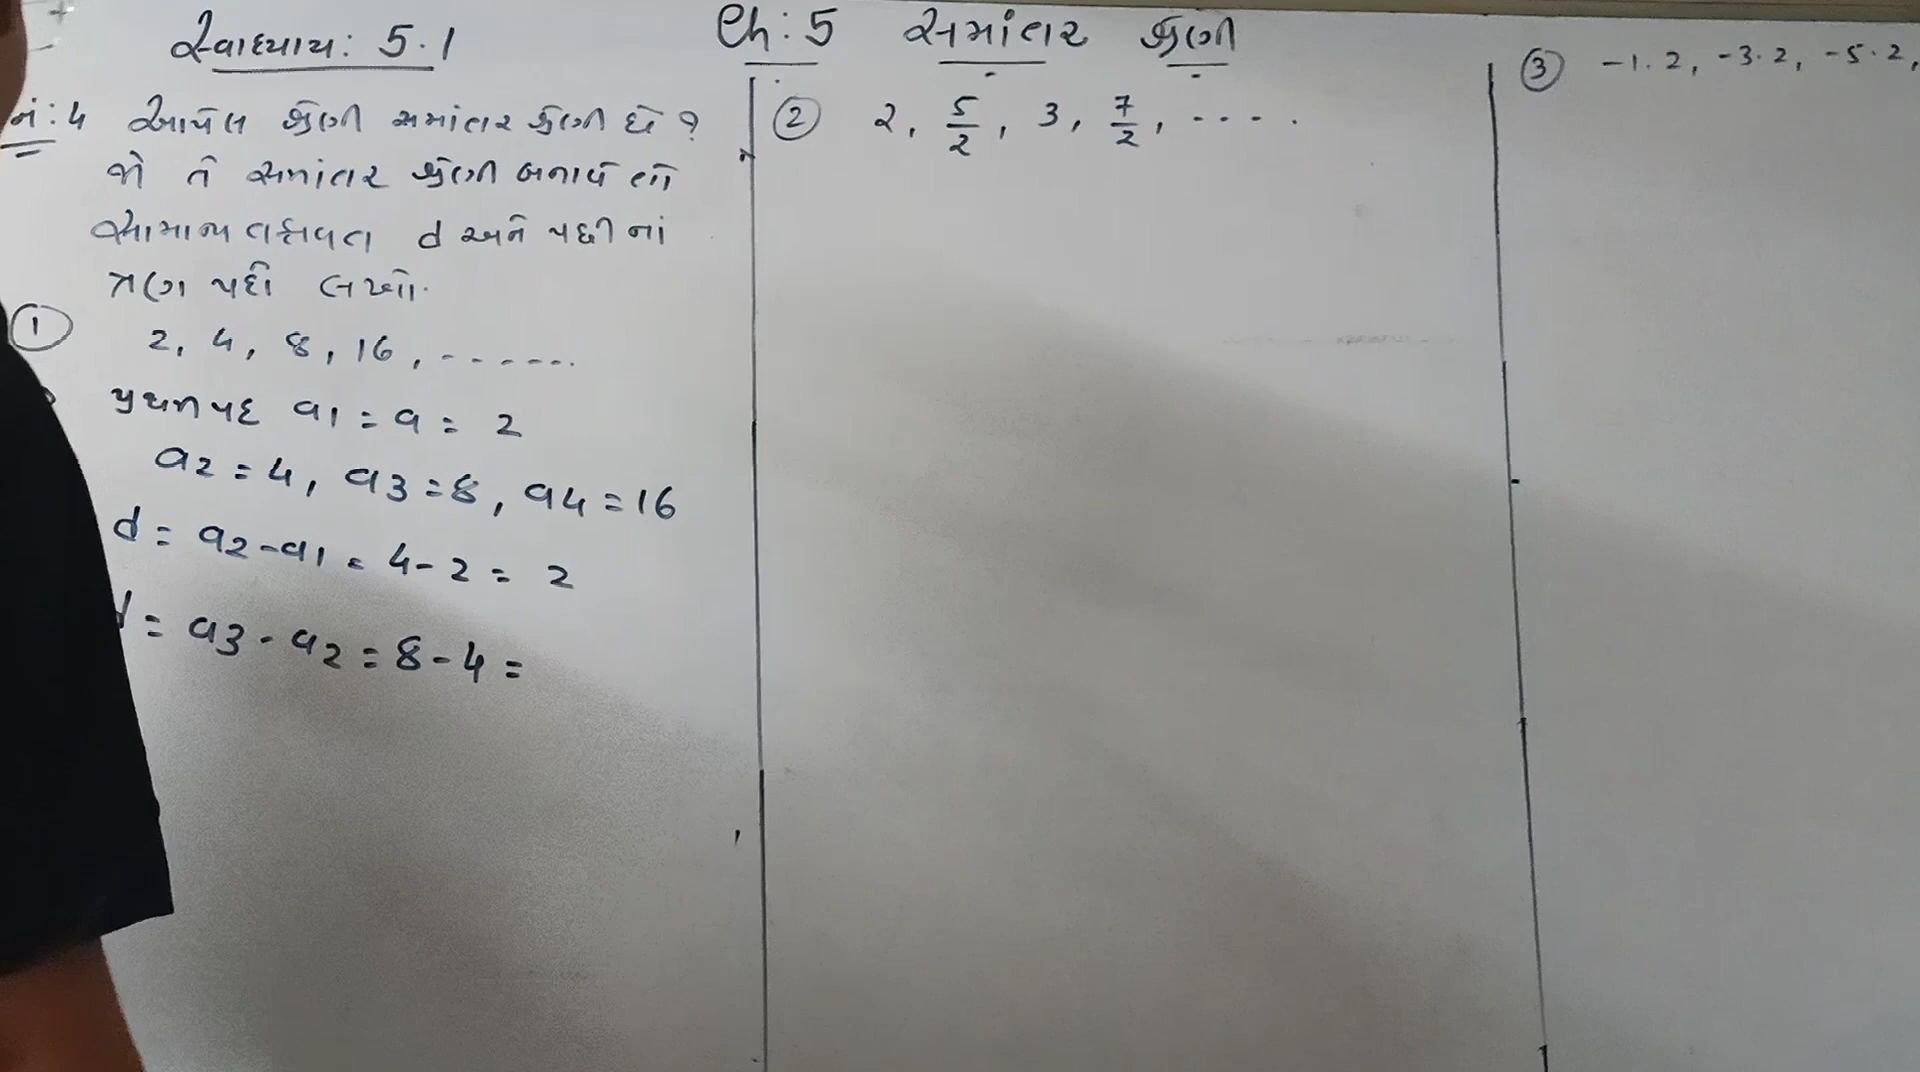 સ્વાધ્યાય: 5.1
Ch: 5 સમાંતર શ્રેણી
નં: 4 આપેલ શ્રેણી સમાંતર શ્રેણી છે ?
જો તે સમાંતર શ્રેણી બનાવે તો
સામાન્ય તફાવત d અને પછી નાં
ત્રણ પદો લખો.
① 2, 4, 8, 16, ------.
પ્રથમ પદ a1 = a = 2
a2 = 4, a3 = 8, a4 = 16
d = a2 - a1 = 4 - 2 = 2
d = a3 - a2 = 8 - 4 =
② 2, 5/2, 3, 7/2, ----.
③ -1.2, -3.2, -5.2,